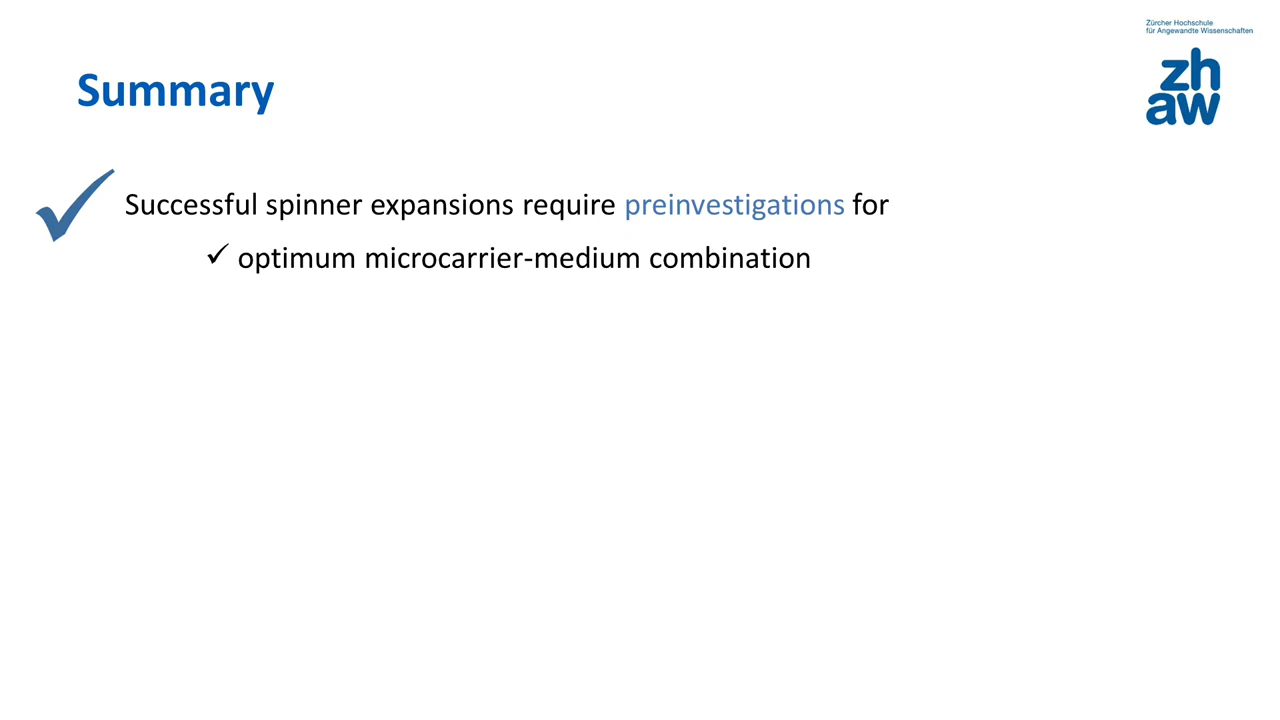 Zürcher Hochschule
für Angewandte Wissenschaften
zh
aw
Summary
Successful spinner expansions require preinvestigations for
✓ optimum microcarrier-medium combination